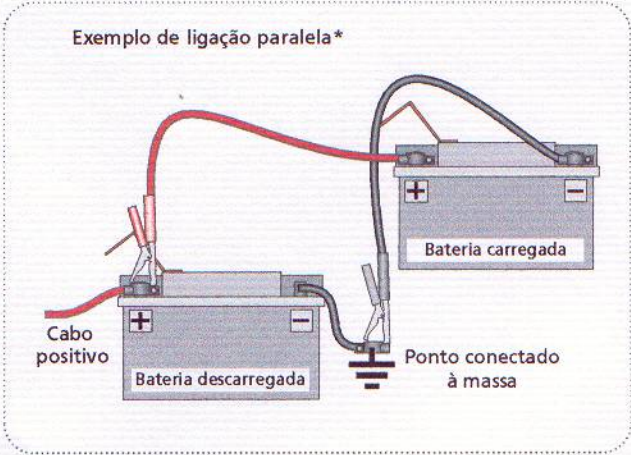 Exemplo de ligação paralela*
+
−
Bateria carregada
+
−
Bateria descarregada
Cabo
positivo
Ponto conectado
à massa